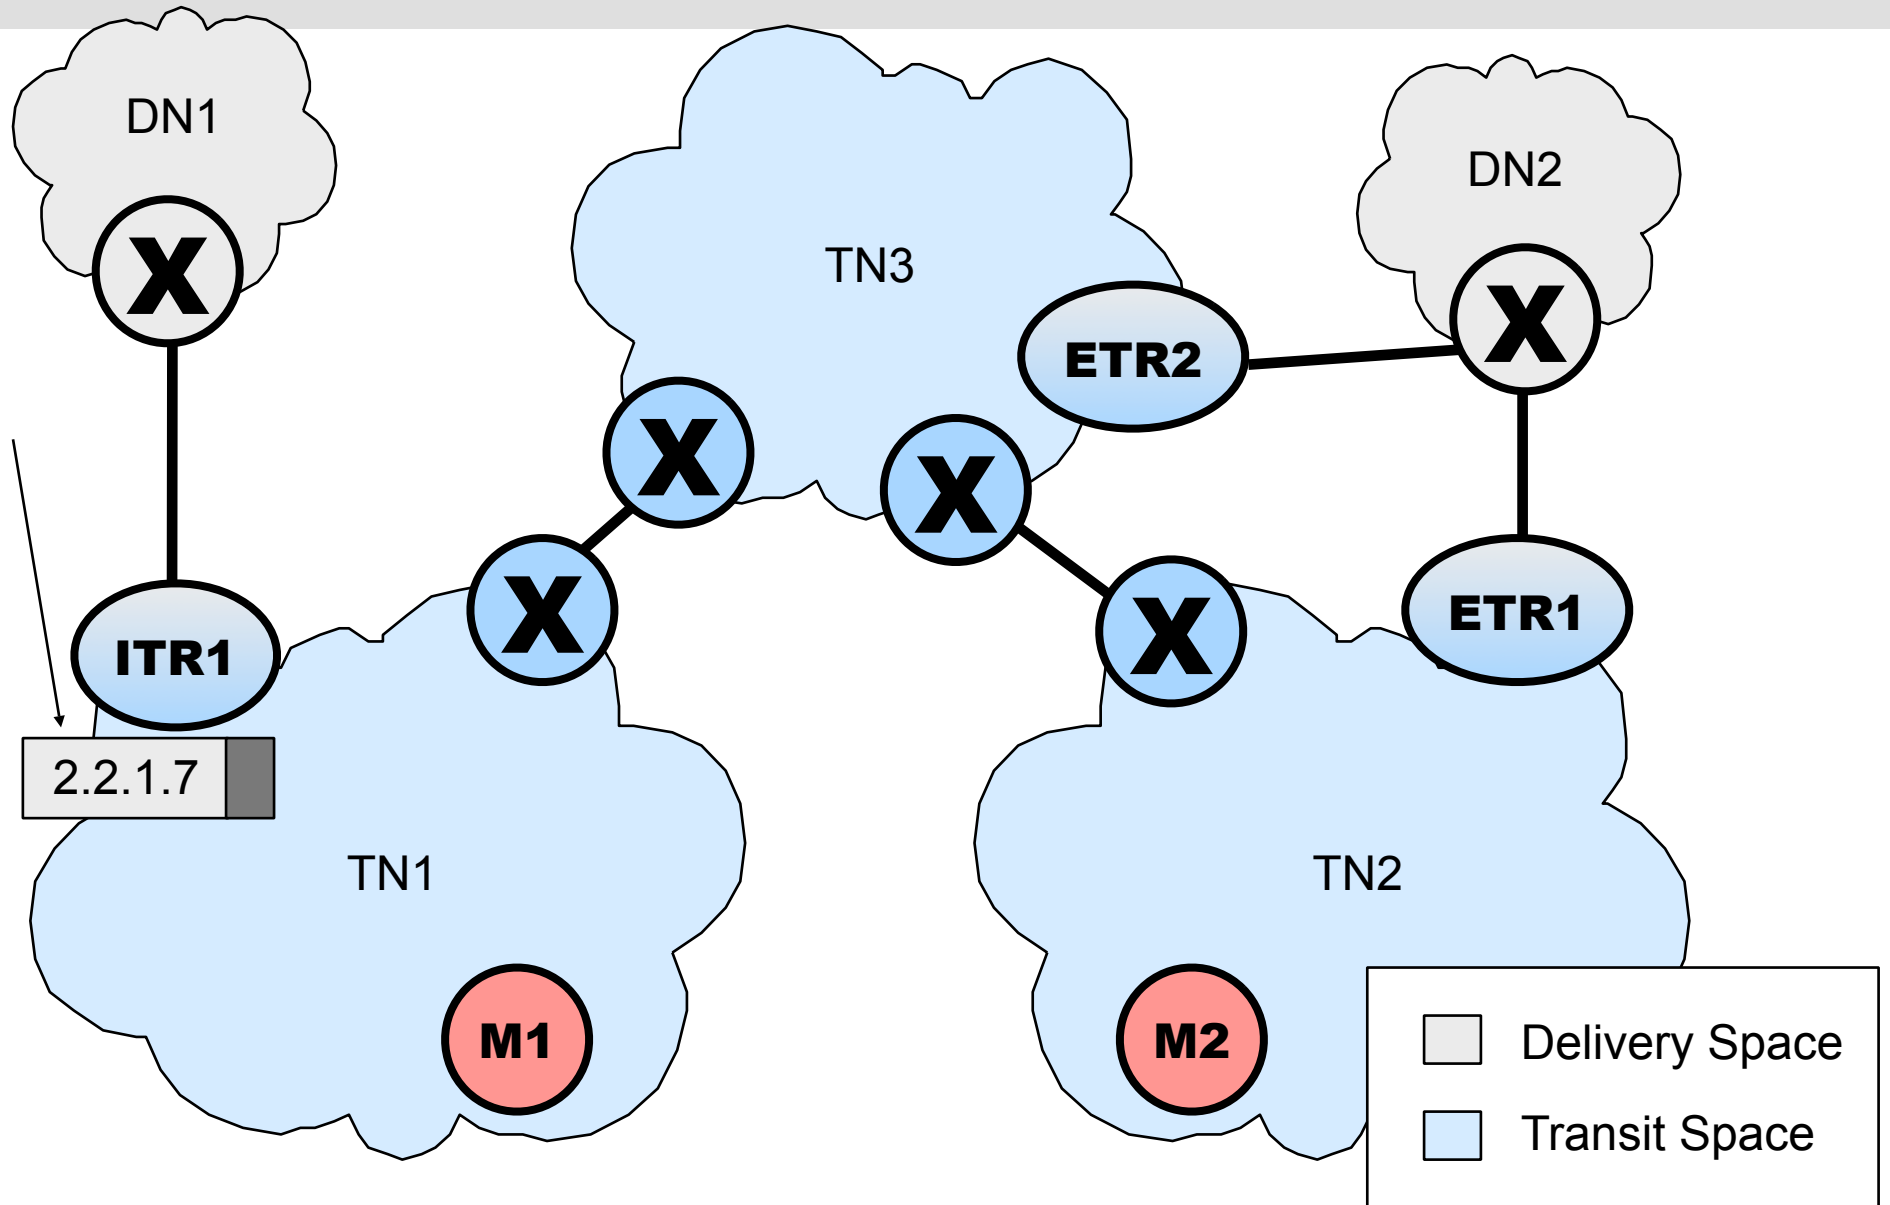 DN1
DN2
TN3
X
X
ETR2
X
X
X
X
ETR1
ITR1
2.2.1.7
TN1
TN2
M1
M2
Delivery Space
Transit Space